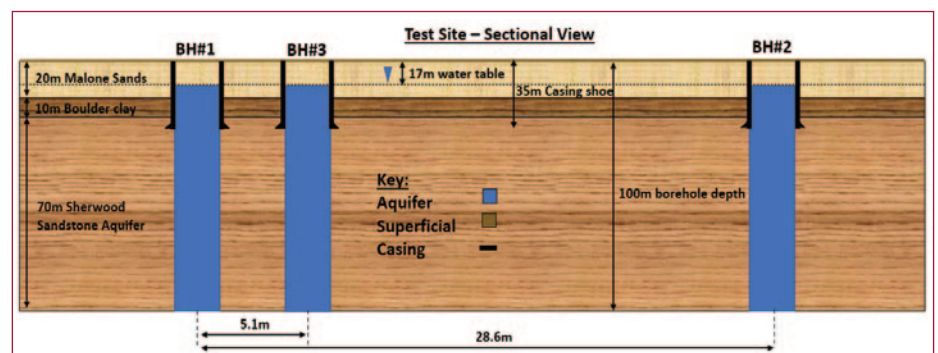 Test Site – Sectional View
BH#1
BH#3
BH#2
20m Malone Sands
17m water table
35m Casing shoe
10m Boulder clay
70m Sherwood
Sandstone Aquifer
Key:
Aquifer
Superficial
Casing
100m borehole depth
5.1m
28.6m